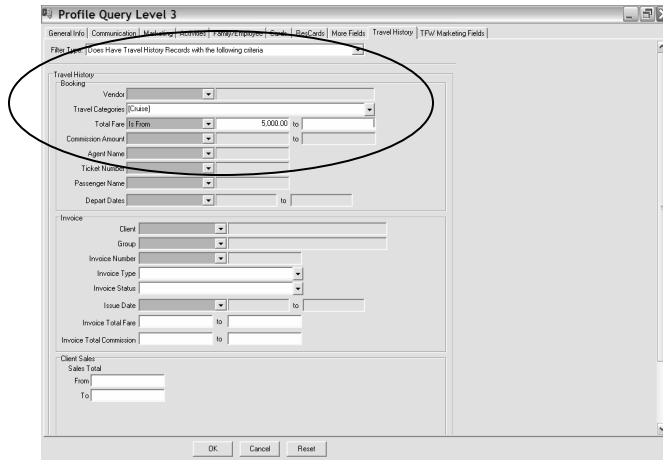 Profile Query Level 3
General Info Communication Marketing Activities Family/Employee Cards ResCards More Fields Travel History TFW Marketing Fields
Filter Type: Does Have Travel History Records with the following criteria
Travel History
Booking
Vendor
Travel Categories [Cruise]
Total Fare Is From 5,000.00 to
Commission Amount to
Agent Name
Ticket Number
Passenger Name
Depart Dates to
Invoice
Client
Group
Invoice Number
Invoice Type
Invoice Status
Issue Date to
Invoice Total Fare to
Invoice Total Commission to
Client Sales
Sales Total
From
To
OK Cancel Reset